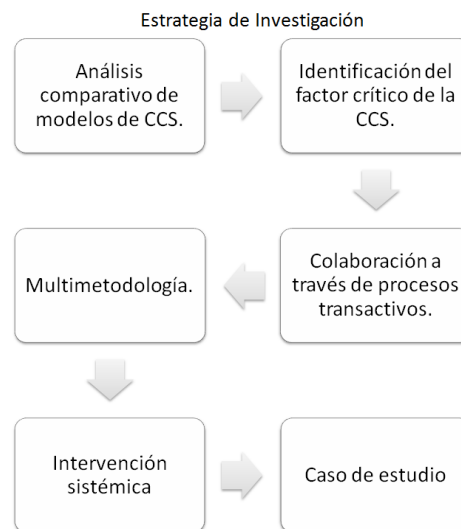 Estrategia de Investigación
Análisis
comparativo de
modelos de CCS.
Identificación del
factor crítico de la
CCS.
Colaboración a
través de procesos
transactivos.
Multimetodología.
Intervención
sistémica
Caso de estudio